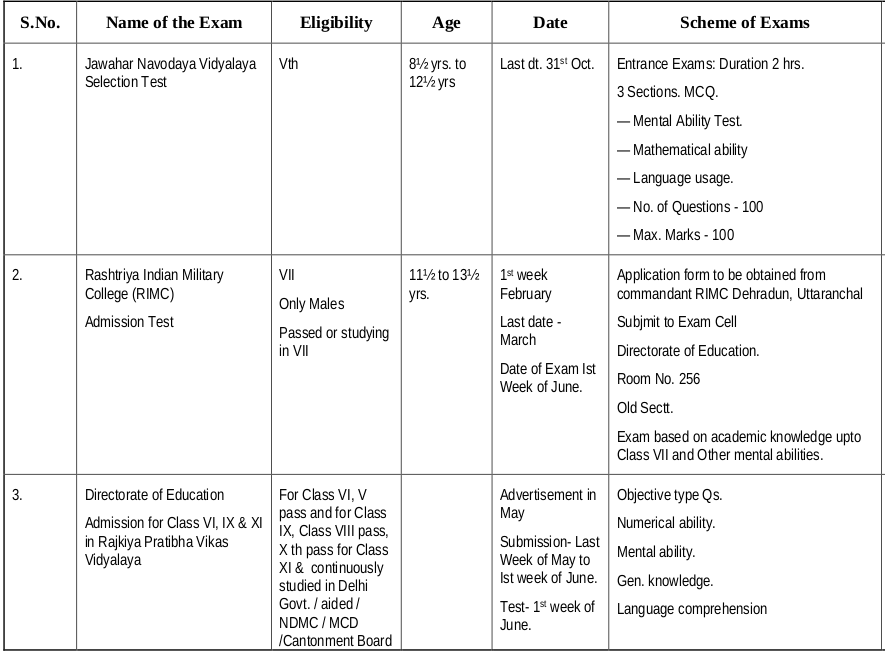 S.No.
Name of the Exam
Eligibility
Age
Date
Scheme of Exams
1.
Jawahar Navodaya Vidyalaya
Selection Test
Vth
8½ yrs. to
12½ yrs
Last dt. 31st Oct.
Entrance Exams: Duration 2 hrs.
3 Sections. MCQ.
— Mental Ability Test.
— Mathematical ability
— Language usage.
— No. of Questions - 100
— Max. Marks - 100
2.
Rashtriya Indian Military
College (RIMC)
Admission Test
VII
Only Males
Passed or studying
in VII
11½ to 13½
yrs.
1st week
February
Last date -
March
Date of Exam Ist
Week of June.
Application form to be obtained from
commandant RIMC Dehradun, Uttaranchal
Subjmit to Exam Cell
Directorate of Education.
Room No. 256
Old Sectt.
Exam based on academic knowledge upto
Class VII and Other mental abilities.
3.
Directorate of Education
Admission for Class VI, IX & XI
in Rajkiya Pratibha Vikas
Vidyalaya
For Class VI, V
pass and for Class
IX, Class VIII pass,
X th pass for Class
XI & continuously
studied in Delhi
Govt. / aided /
NDMC / MCD
/Cantonment Board
Advertisement in
May
Submission- Last
Week of May to
Ist week of June.
Test- 1st week of
June.
Objective type Qs.
Numerical ability.
Mental ability.
Gen. knowledge.
Language comprehension